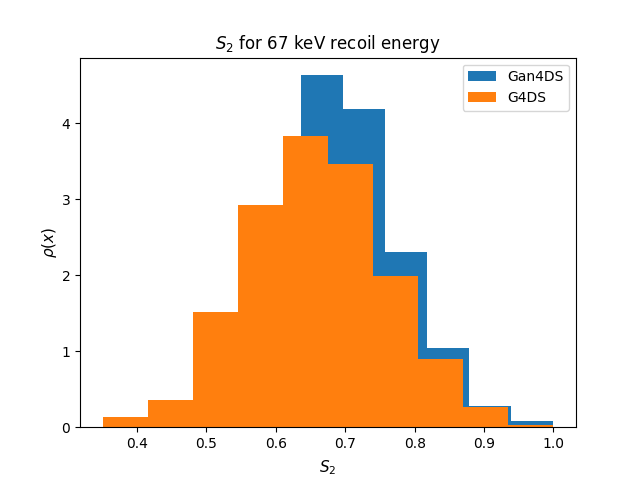 S₂ for 67 keV recoil energy
Gan4DS
G4DS
ρ(x)
4
3
2
1
0
0.4 0.5 0.6 0.7 0.8 0.9 1.0
S₂